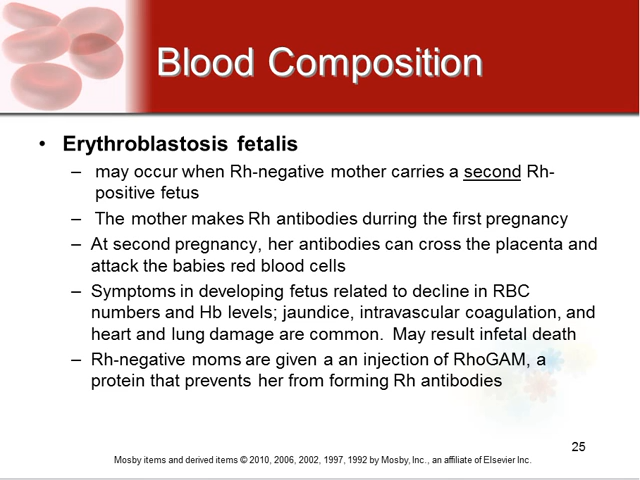 Blood Composition
• Erythroblastosis fetalis
– may occur when Rh-negative mother carries a second Rh-
positive fetus
– The mother makes Rh antibodies durring the first pregnancy
– At second pregnancy, her antibodies can cross the placenta and
attack the babies red blood cells
– Symptoms in developing fetus related to decline in RBC
numbers and Hb levels; jaundice, intravascular coagulation, and
heart and lung damage are common. May result infetal death
– Rh-negative moms are given a an injection of RhoGAM, a
protein that prevents her from forming Rh antibodies
25
Mosby items and derived items © 2010, 2006, 2002, 1997, 1992 by Mosby, Inc., an affiliate of Elsevier Inc.